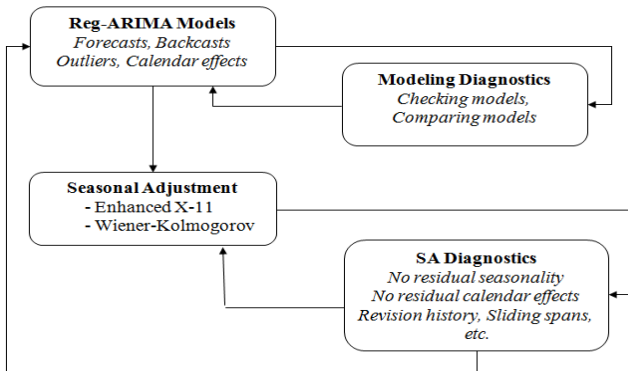 Reg-ARIMA Models
Forecasts, Backcasts
Outliers, Calendar effects
Modeling Diagnostics
Checking models,
Comparing models
Seasonal Adjustment
- Enhanced X-11
- Wiener-Kolmogorov
SA Diagnostics
No residual seasonality
No residual calendar effects
Revision history, Sliding spans,
etc.